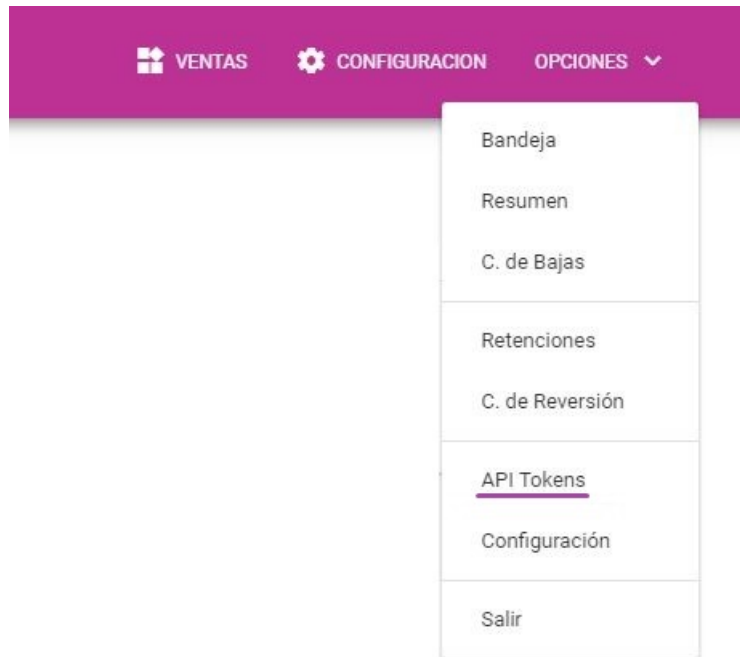 VENTAS CONFIGURACION OPCIONES
Bandeja
Resumen
C. de Bajas
Retenciones
C. de Reversión
API Tokens
Configuración
Salir